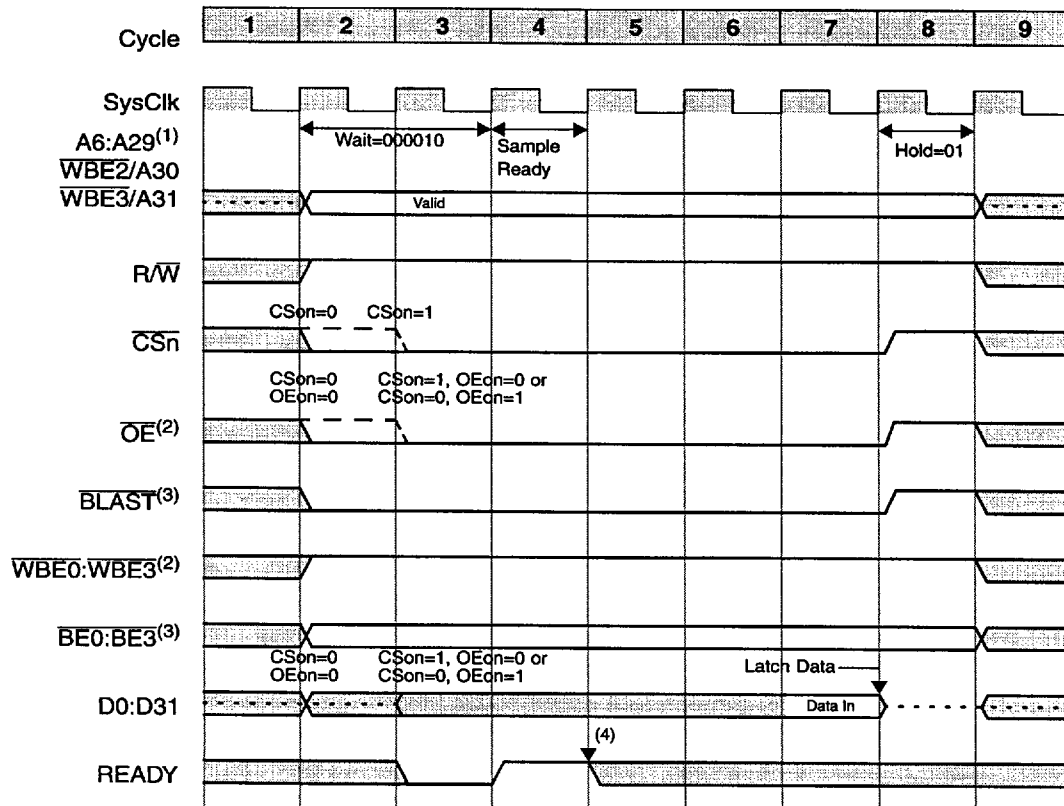 Cycle 1 2 3 4 5 6 7 8 9
SysClk
A6:A29(1)
WBE2/A30
WBE3/A31
Wait=000010
Sample
Ready
Hold=01
Valid
R/W
CSon=0 CSon=1
CSn
CSon=0 CSon=1, OEon=0 or
OEon=0 CSon=0, OEon=1
OE(2)
BLAST(3)
WBE0:WBE3(2)
BE0:BE3(3)
CSon=0 CSon=1, OEon=0 or
OEon=0 CSon=0, OEon=1
Latch Data
D0:D31
Data In
(4)
READY